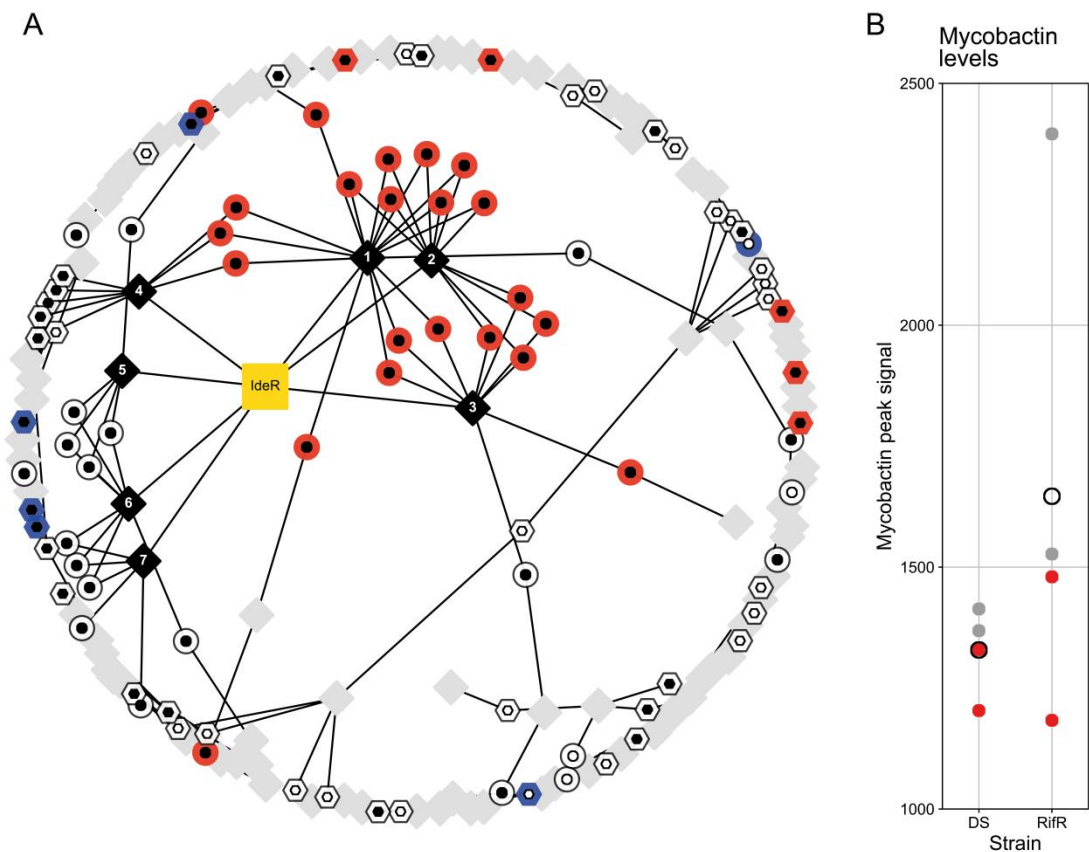 A
1
2
3
4
5
6
7
IdeR
B
Mycobactin
levels
2500
2000
1500
1000
Mycobactin peak signal
DS
RifR
Strain